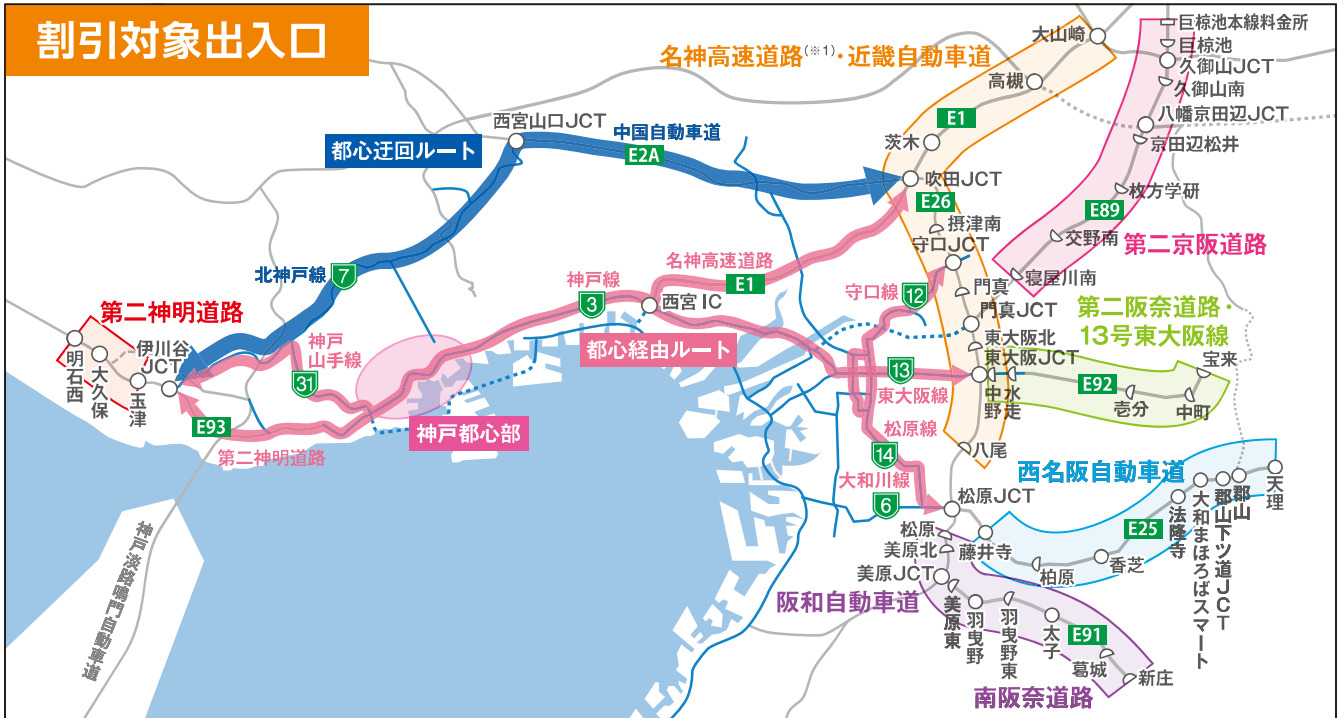 割引対象出入口
名神高速道路(※1)・近畿自動車道
大山崎
高槻
E1
茨木
吹田JCT
E26
摂津南
守口JCT
門真
門真JCT
東大阪北
東大阪JCT
中野
水走
八尾
巨椋池本線料金所
巨椋池
久御山JCT
久御山南
八幡京田辺JCT
京田辺松井
枚方学研
E89
交野南
第二京阪道路
寝屋川南
第二阪奈道路・
13号東大阪線
宝来
E92
壱分
中町
西宮山口JCT
中国自動車道
E2A
都心迂回ルート
北神戸線
7
第二神明道路
明石西
大久保
玉津
伊川谷
JCT
神戸
山手線
31
E93
第二神明道路
神戸都心部
神戸線
3
西宮IC
名神高速道路
E1
都心経由ルート
守口線
12
13
東大阪線
松原線
14
大和川線
6
松原JCT
西名阪自動車道
天理
郡山
郡山下ツ道JCT
大和まほろばスマート
法隆寺
E25
香芝
柏原
藤井寺
松原
美原北
美原JCT
阪和自動車道
美原東
羽曳野
羽曳野東
太子
E91
葛城
新庄
南阪奈道路
神戸淡路鳴門自動車道